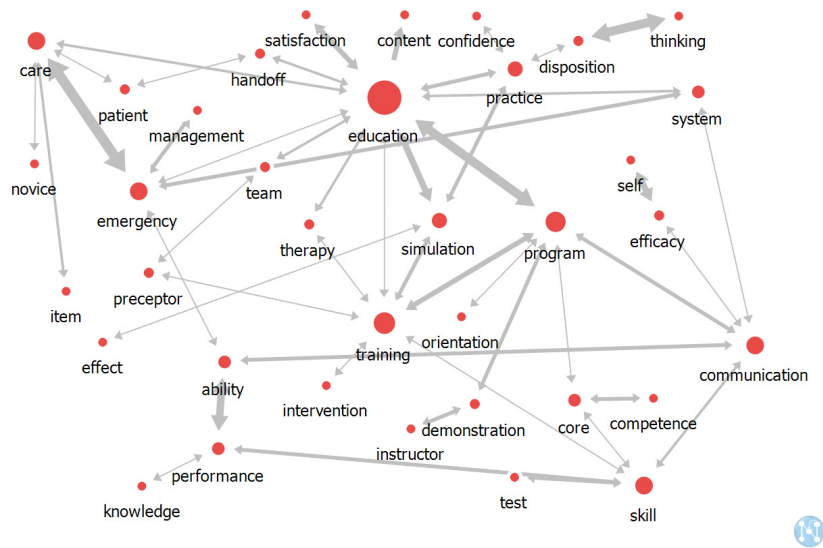 satisfaction
content
confidence
thinking
care
handoff
disposition
patient
practice
management
education
system
novice
emergency
team
self
therapy
simulation
program
efficacy
preceptor
item
effect
training
orientation
communication
ability
intervention
demonstration
core
competence
instructor
performance
knowledge
test
skill